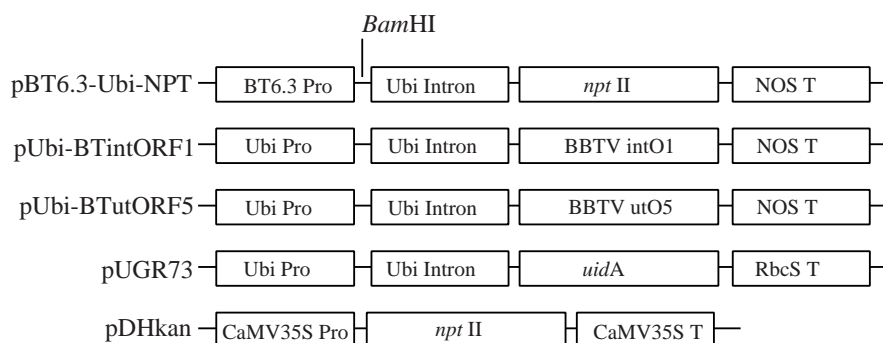 BamHI
pBT6.3-Ubi-NPT BT6.3 Pro Ubi Intron npt II NOS T
pUbi-BTintORF1 Ubi Pro Ubi Intron BBTV intO1 NOS T
pUbi-BTutORF5 Ubi Pro Ubi Intron BBTV utO5 NOS T
pUGR73 Ubi Pro Ubi Intron uidA RbcS T
pDHkan CaMV35S Pro npt II CaMV35S T